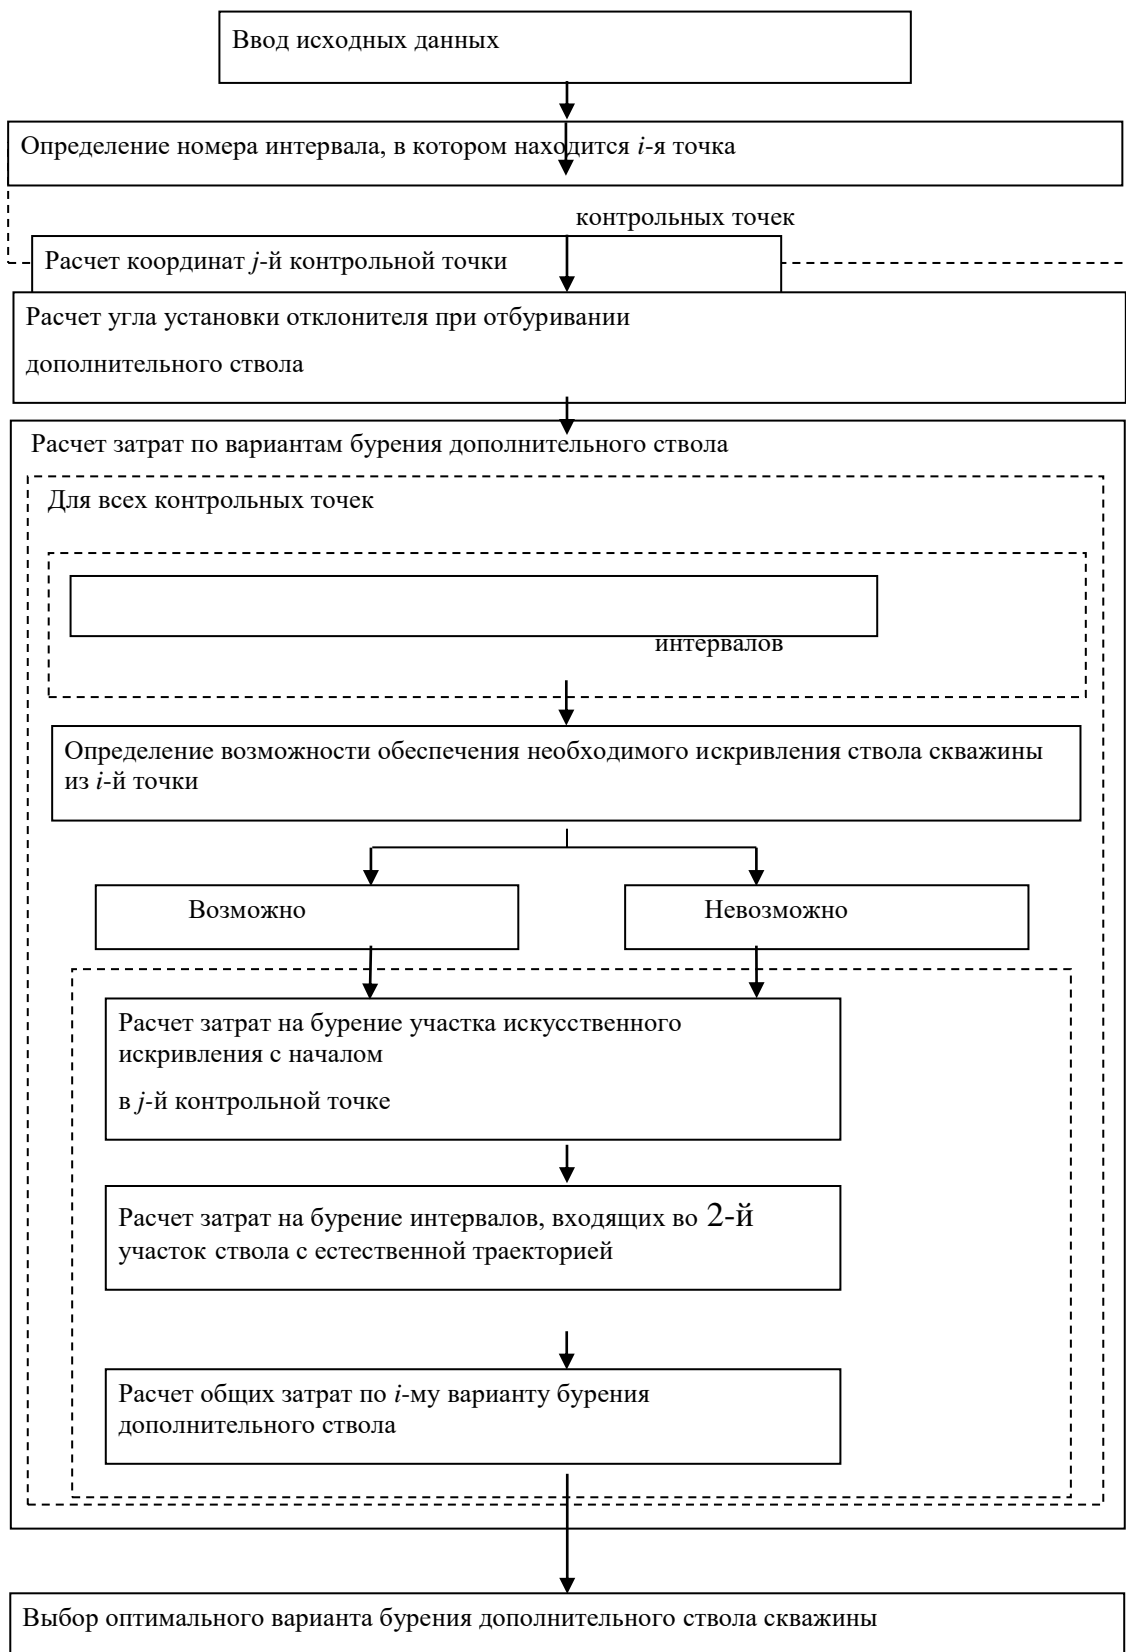 Ввод исходных данных
Определение номера интервала, в котором находится i-я точка
контрольных точек
Расчет координат j-й контрольной точки
Расчет угла установки отклонителя при отбуривании
дополнительного ствола
Расчет затрат по вариантам бурения дополнительного ствола
Для всех контрольных точек
интервалов
Определение возможности обеспечения необходимого искривления ствола скважины
из i-й точки
Возможно
Невозможно
Расчет затрат на бурение участка искусственного
искривления с началом
в j-й контрольной точке
Расчет затрат на бурение интервалов, входящих во 2-й
участок ствола с естественной траекторией
Расчет общих затрат по i-му варианту бурения
дополнительного ствола
Выбор оптимального варианта бурения дополнительного ствола скважины